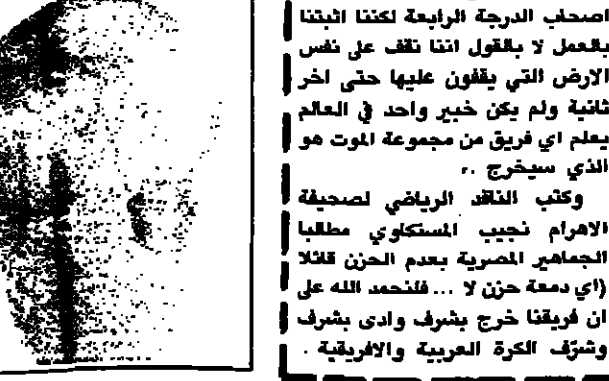 اصحاب الدرجة الرابعة لكننا اثبتنا
بالعمل لا بالقول اننا نقف على نفس
الارض التي يقفون عليها حتى اخر
ثانية ولم يكن خبير واحد في العالم
يعلم اي فريق من مجموعة الموت هو
الذي سيخرج ..
وكتب الناقد الرياضي لصحيفة
الاهرام نجيب المستكاوي مطالبا
الجماهير المصرية بعدم الحزن قائلا
(اي دمعة حزن لا ... فلنحمد الله على
ان فريقنا خرج بشرف وادى بشرف
وشرّف الكرة العربية والافريقية .